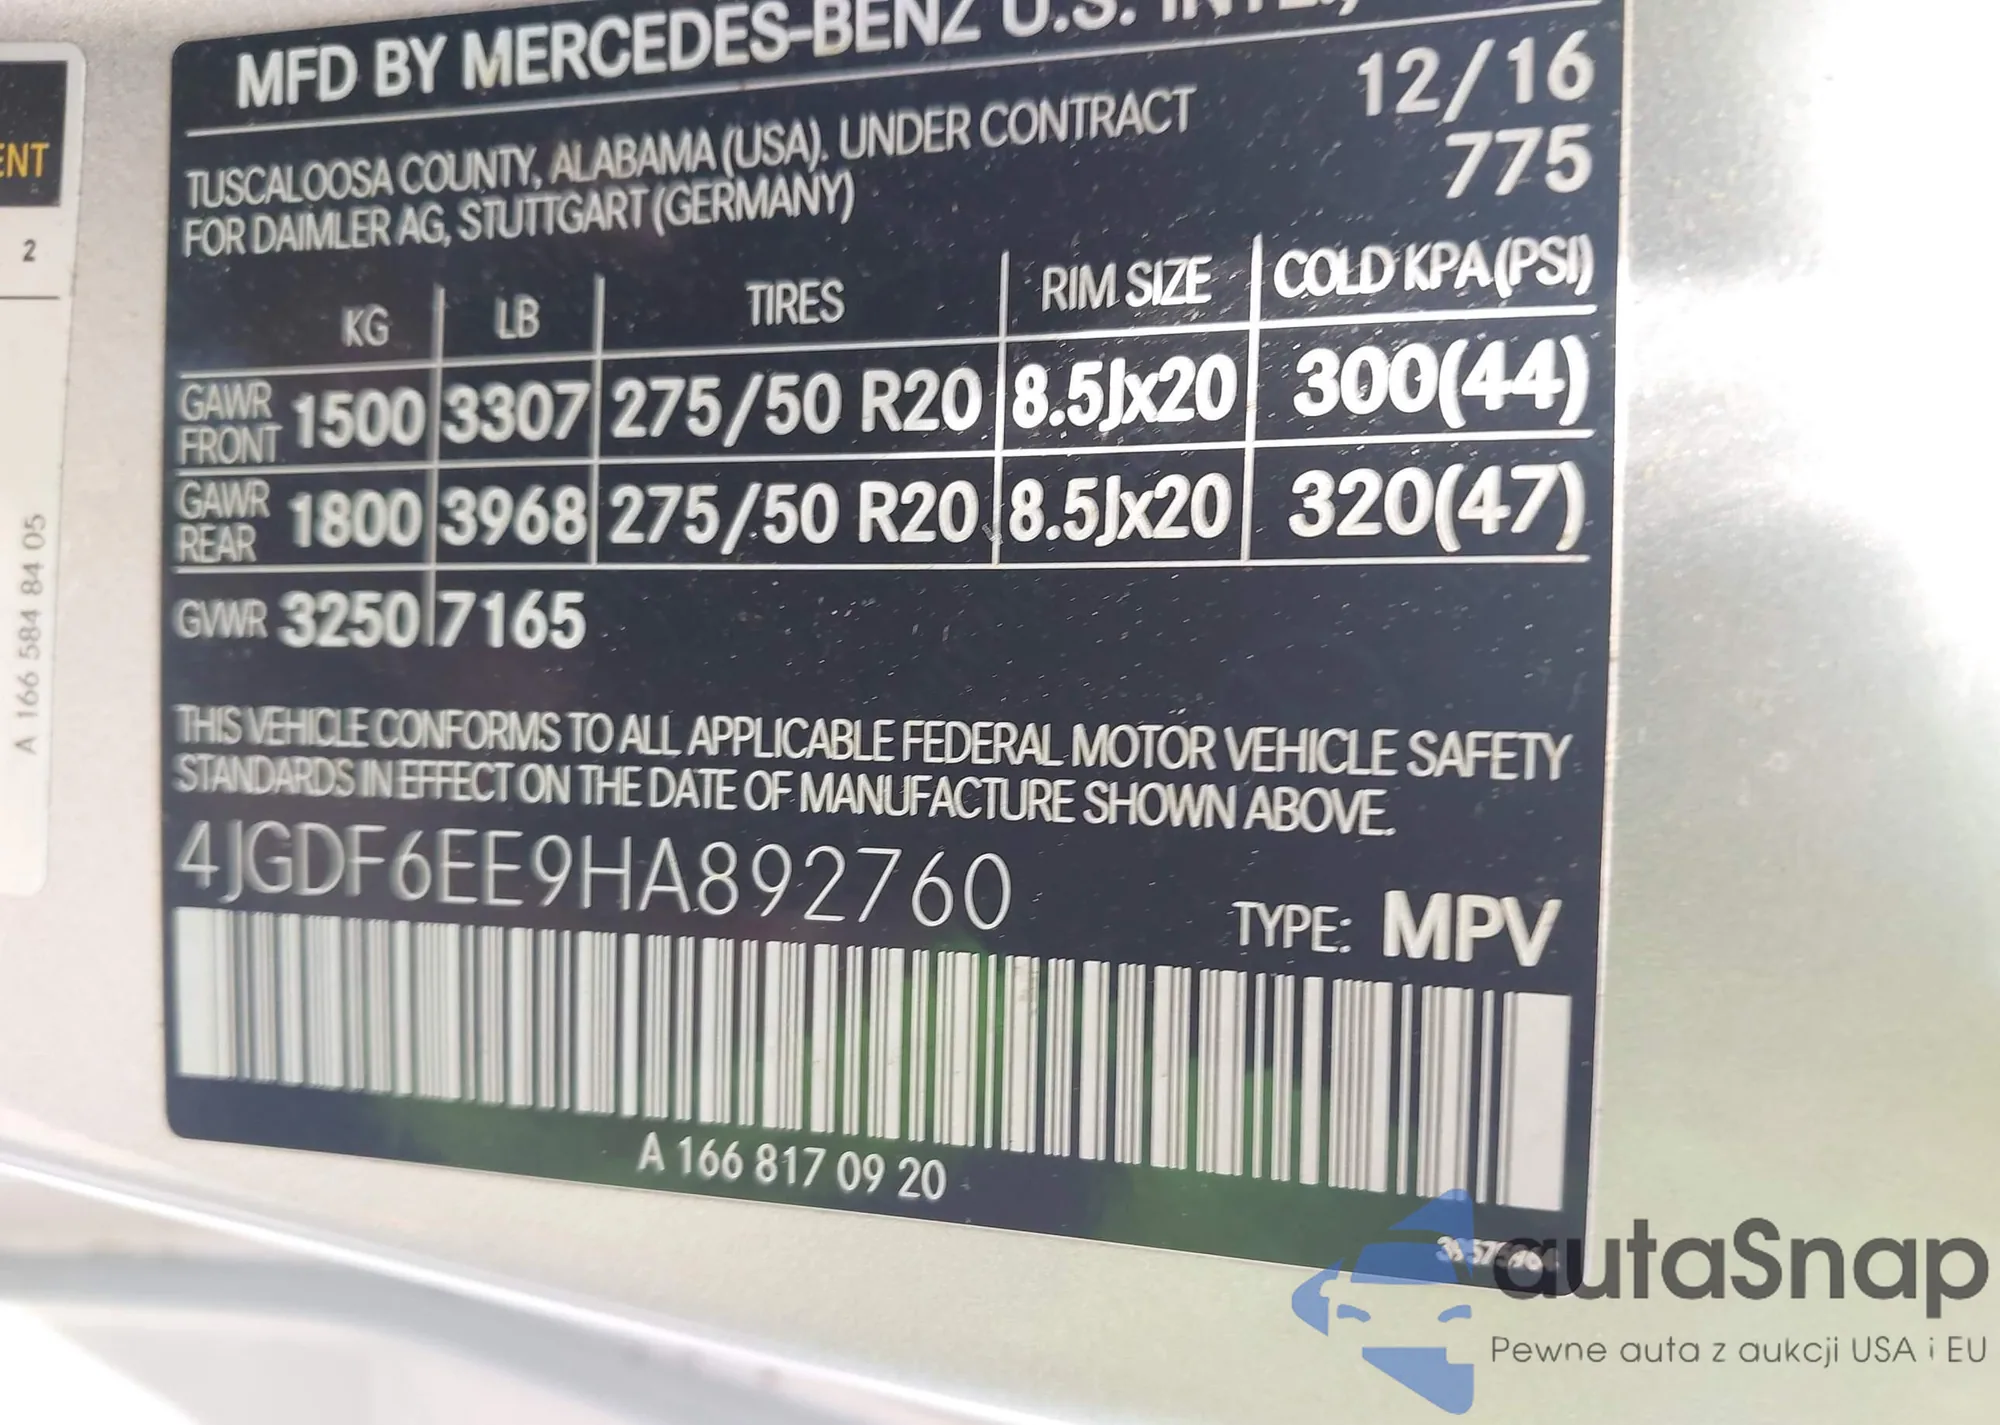 MFD BY MERCEDES-BENZ U.S. INTL.,
12/16
TUSCALOOSA COUNTY, ALABAMA (USA). UNDER CONTRACT
775
FOR DAIMLER AG, STUTTGART (GERMANY)
KG LB TIRES RIM SIZE COLD KPA (PSI)
GAWR FRONT 1500 3307 275/50 R20 8.5Jx20 300(44)
GAWR REAR 1800 3968 275/50 R20 8.5Jx20 320(47)
GVWR 3250 7165
THIS VEHICLE CONFORMS TO ALL APPLICABLE FEDERAL MOTOR VEHICLE SAFETY
STANDARDS IN EFFECT ON THE DATE OF MANUFACTURE SHOWN ABOVE.
4JGDF6EE9HA892760
TYPE: MPV
A 166 817 09 20
ENT
2
A 166 584 84 05
autaSnap
Pewne auta z aukcji USA i EU